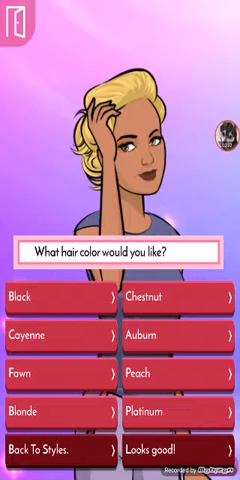 What hair color would you like?
Black
Chestnut
Cayenne
Auburn
Fawn
Peach
Blonde
Platinum
Back To Styles.
Looks good!
Recorded by